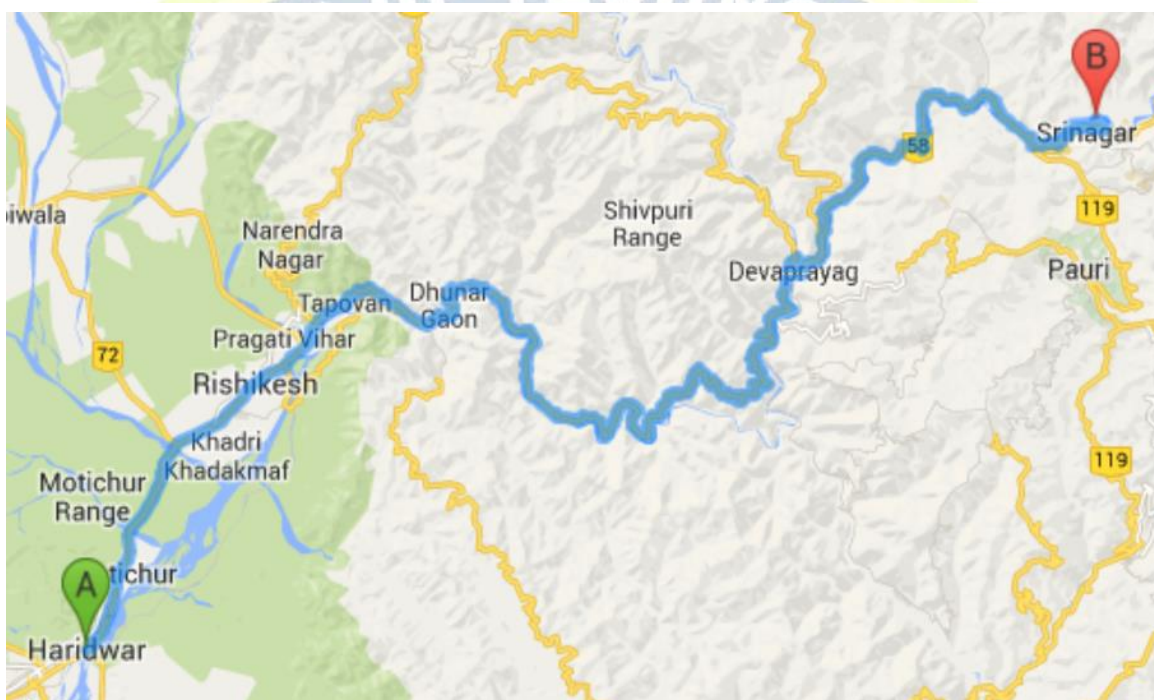 B
Srinagar
58
119
iwala
Narendra
Nagar
Shivpuri
Range
Devaprayag
Pauri
Tapovan
Dhunar
Gaon
Pragati Vihar
72
Rishikesh
Khadri
Khadakmaf
Motichur
Range
119
A
tichur
Haridwar